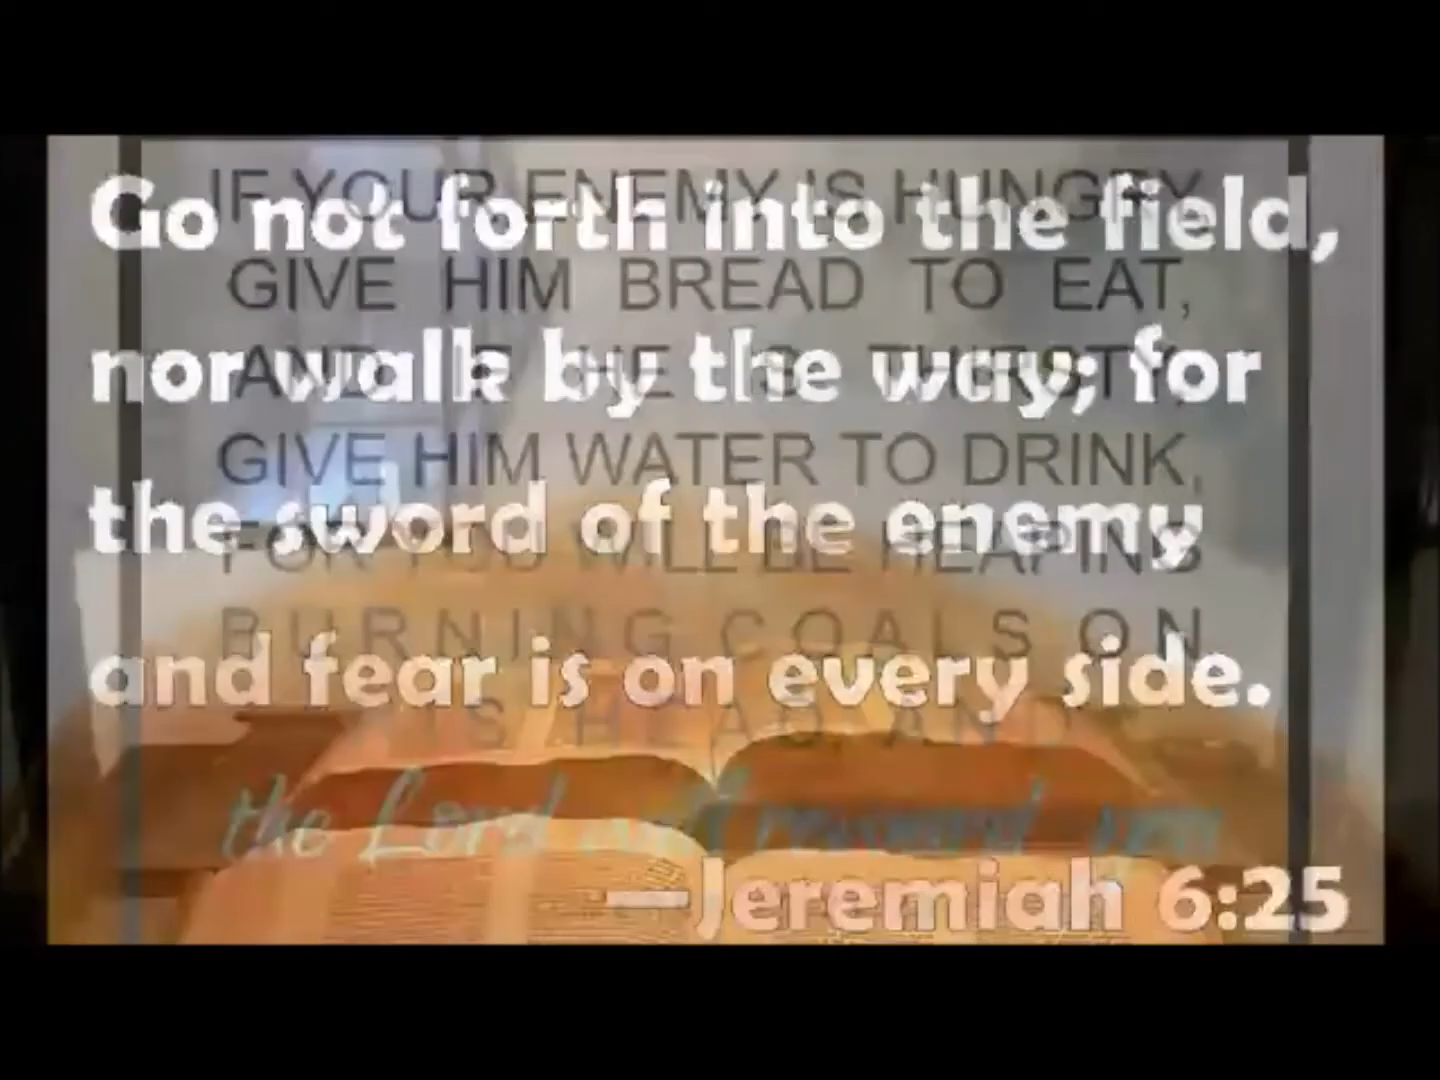 Go not forth into the field,
nor walk by the way; for
the sword of the enemy
and fear is on every side.
—Jeremiah 6:25
IF YOUR ENEMY IS HUNGRY
GIVE HIM BREAD TO EAT,
AND IF HE IS THIRSTY,
GIVE HIM WATER TO DRINK,
FOR YOU WILL BE HEAPING
BURNING COALS ON
HIS HEAD AND
the Lord will reward you